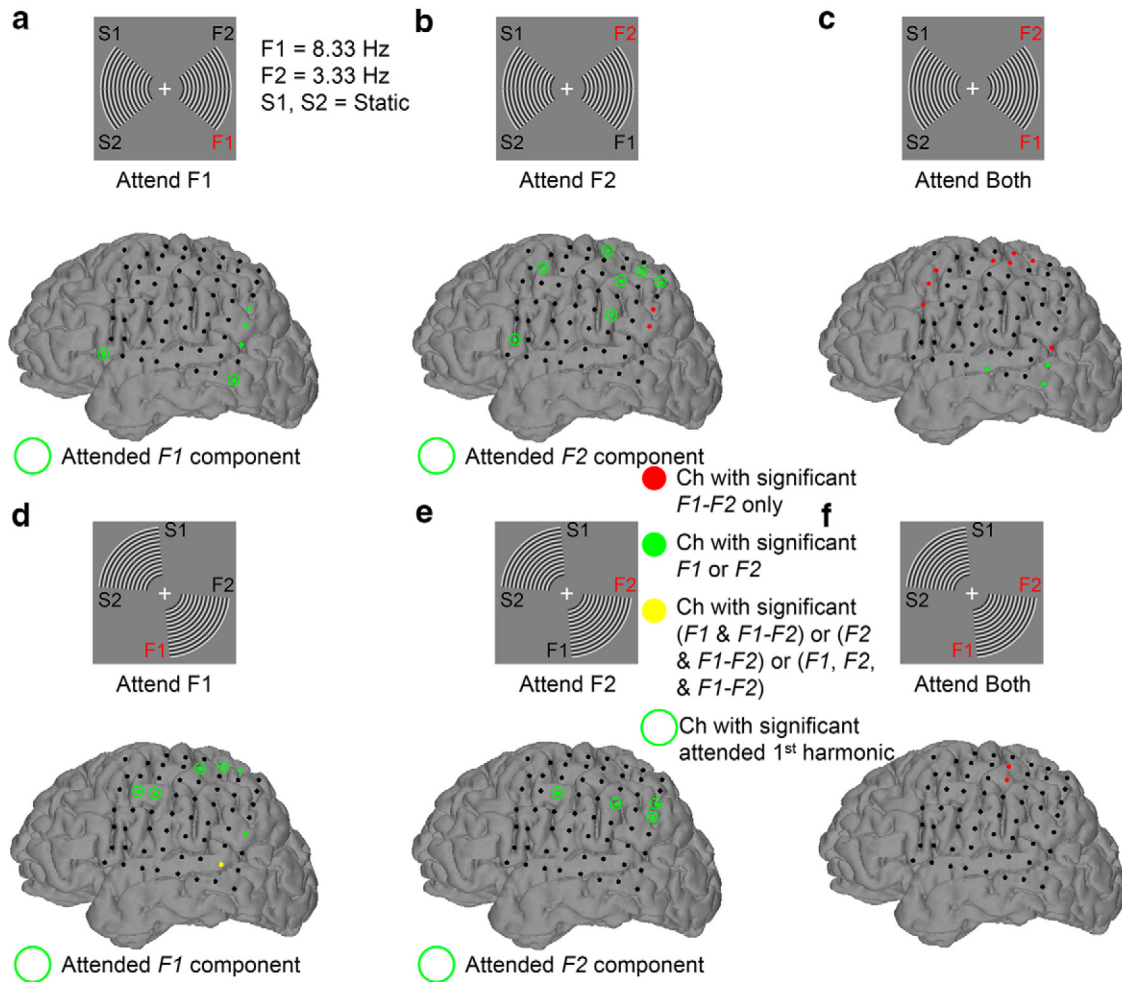 a
S1 F2
S2 F1
Attend F1
F1 = 8.33 Hz
F2 = 3.33 Hz
S1, S2 = Static
b
S1 F2
S2 F1
Attend F2
c
S1 F2
S2 F1
Attend Both
Attended F1 component
Attended F2 component
Ch with significant
F1-F2 only
Ch with significant
F1 or F2
Ch with significant
(F1 & F1-F2) or (F2
& F1-F2) or (F1, F2,
& F1-F2)
Ch with significant
attended 1st harmonic
d
S1
S2 F2
F1
Attend F1
e
S1
S2 F2
F1
Attend F2
f
S1
S2 F2
F1
Attend Both
Attended F1 component
Attended F2 component